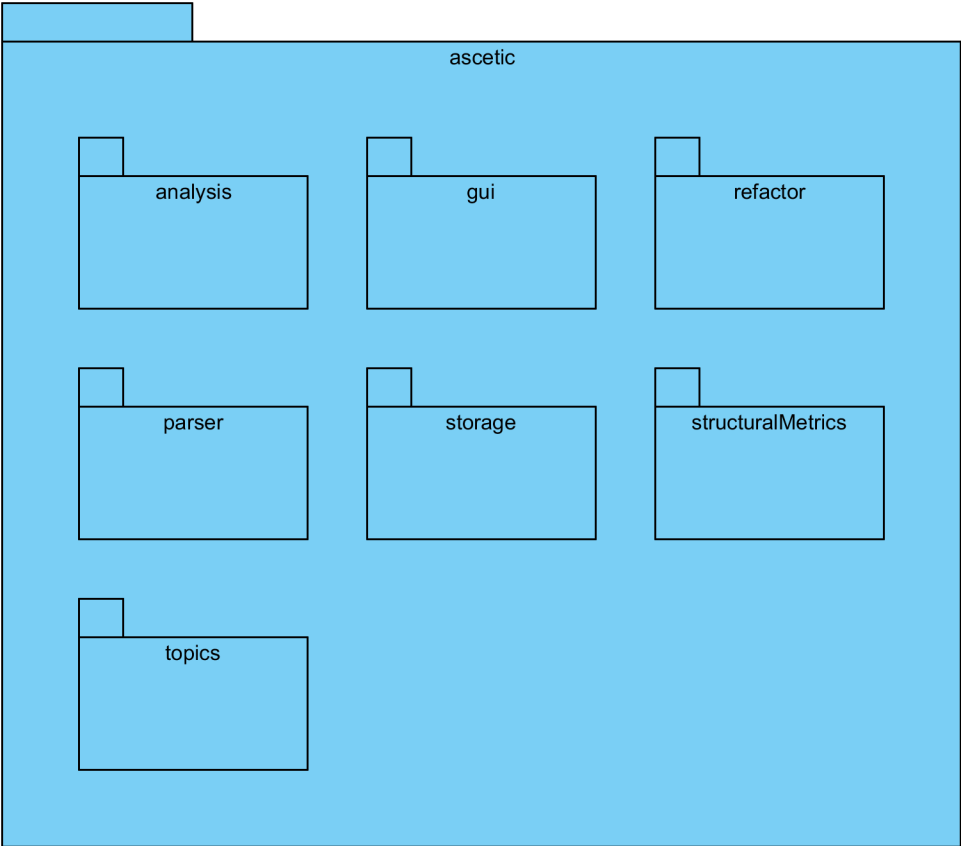 ascetic
analysis
gui
refactor
parser
storage
structuralMetrics
topics